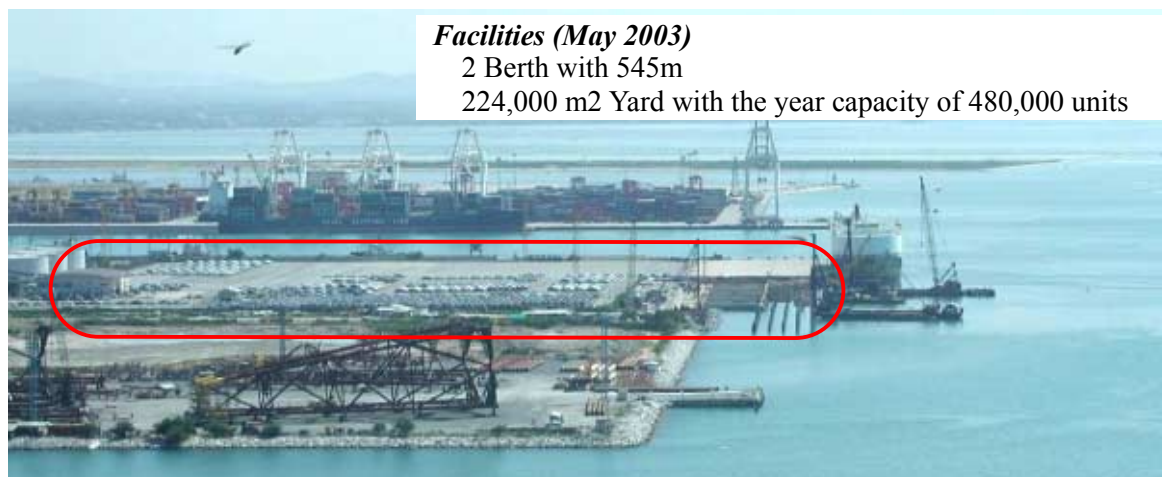 Facilities (May 2003)
2 Berth with 545m
224,000 m2 Yard with the year capacity of 480,000 units